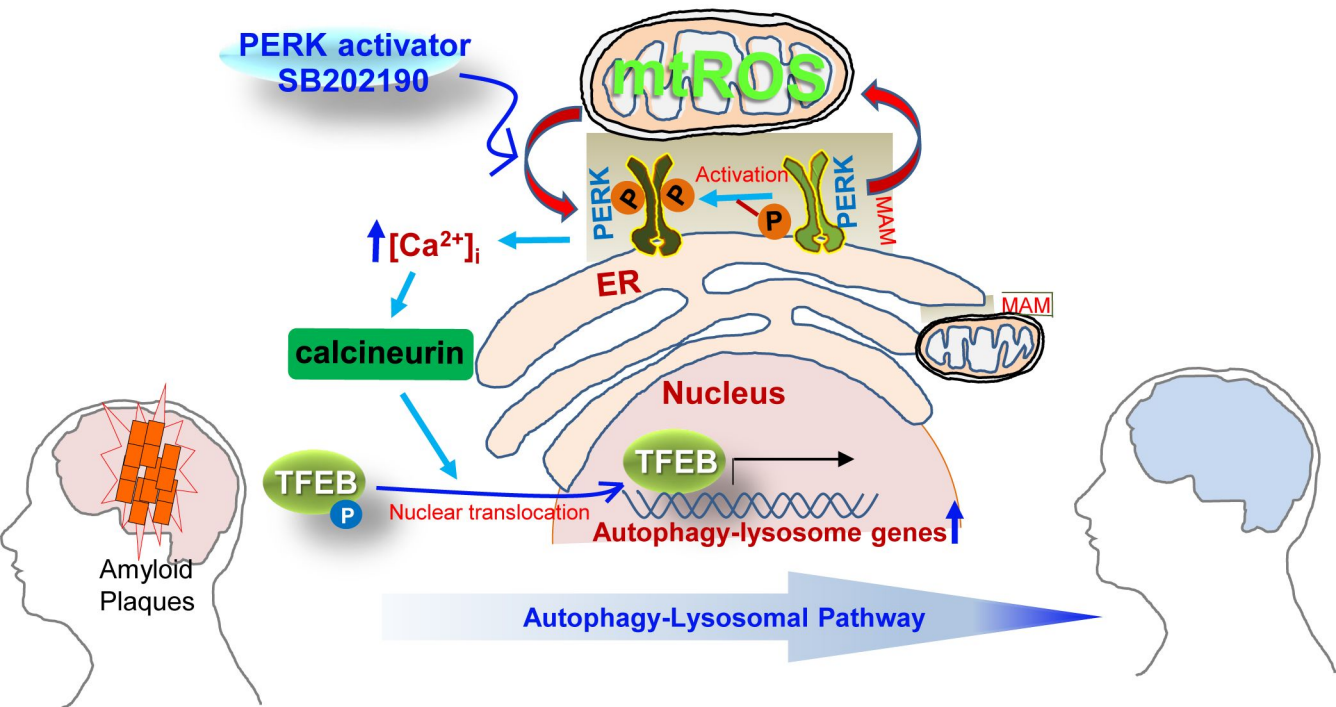 PERK activator
SB202190
mtROS
PERK
P
P
Activation
P
PERK
MAM
[Ca²⁺]ᵢ
ER
MAM
calcineurin
Nucleus
TFEB
P
Nuclear translocation
TFEB
Autophagy-lysosome genes
Amyloid
Plaques
Autophagy-Lysosomal Pathway